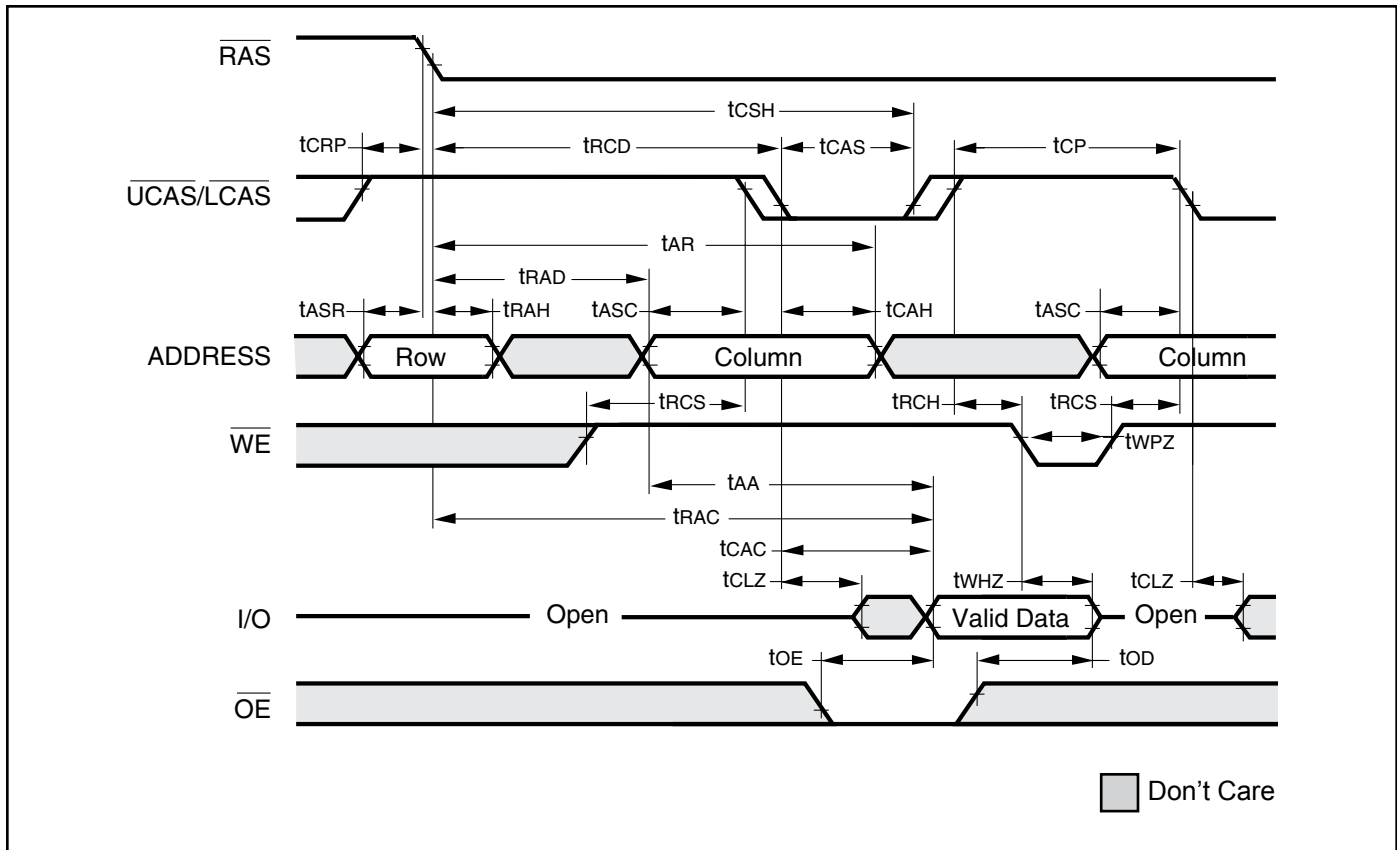 RAS
tCSH
tCRP
tRCD
tCAS
tCP
UCAS/LCAS
tAR
tRAD
tASR
tRAH
tASC
tCAH
tASC
ADDRESS
Row
Column
Column
tRCS
tRCH
tRCS
WE
tWPZ
tAA
tRAC
tCAC
tCLZ
tWHZ
tCLZ
I/O
Open
Valid Data
Open
tOE
tOD
OE
Don't Care